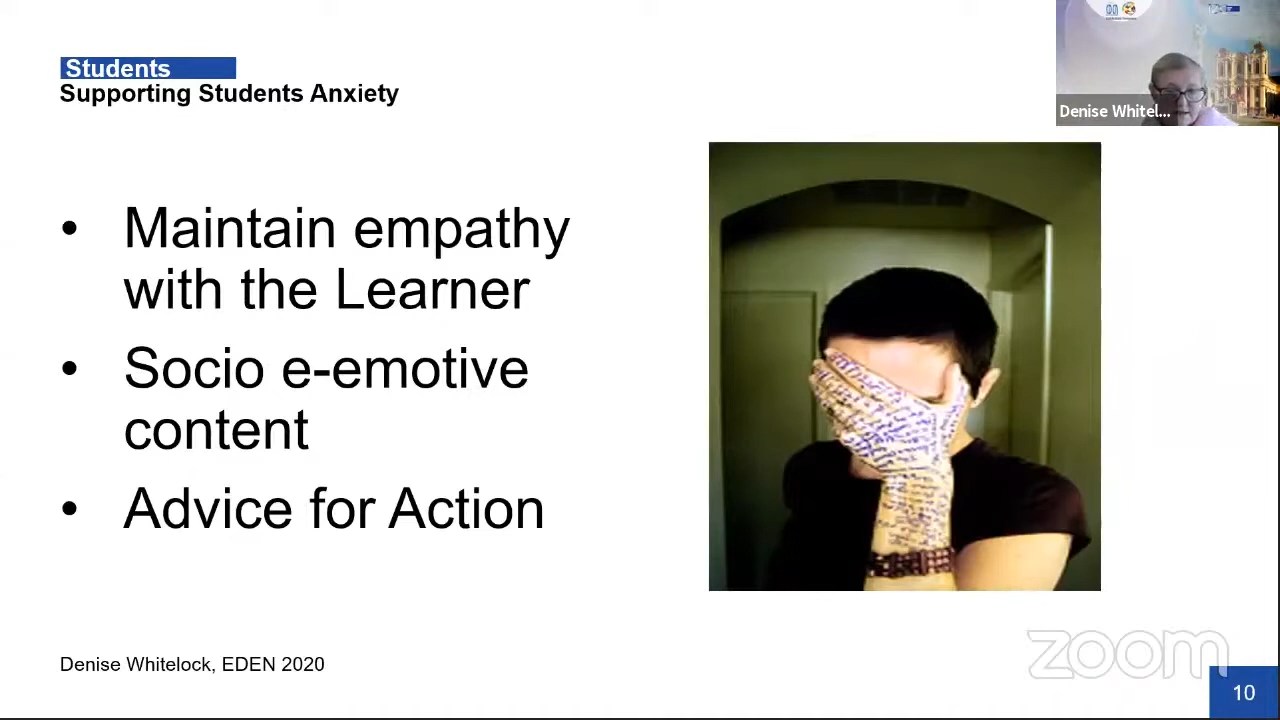 Students
Supporting Students Anxiety
Denise Whitel...
• Maintain empathy
with the Learner
• Socio e-emotive
content
• Advice for Action
Denise Whitelock, EDEN 2020
zoom
10